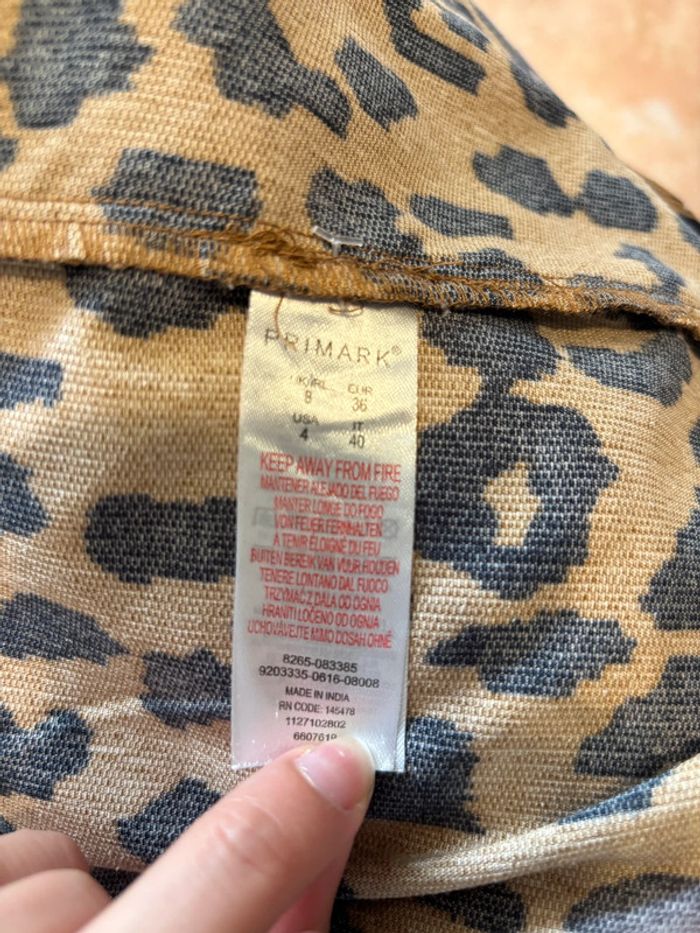 PRIMARK®
UK/IRL EUR
8 36
USA IT
4 40
KEEP AWAY FROM FIRE
MANTENER ALEJADO DEL FUEGO
MANTER LONGE DO FOGO
VON FEUER FERNHALTEN
A TENIR ÉLOIGNÉ DU FEU
BUITEN BEREIK VAN VUUR HOUDEN
TENERE LONTANO DAL FUOCO
TRZYMAĆ Z DALA OD OGNIA
HRANITI LOČENO OD OGNJA
UCHOVÁVEJTE MIMO DOSAH OHNĚ
8265-083385
9203335-0616-08008
MADE IN INDIA
RN CODE: 145478
1127102802
6607619